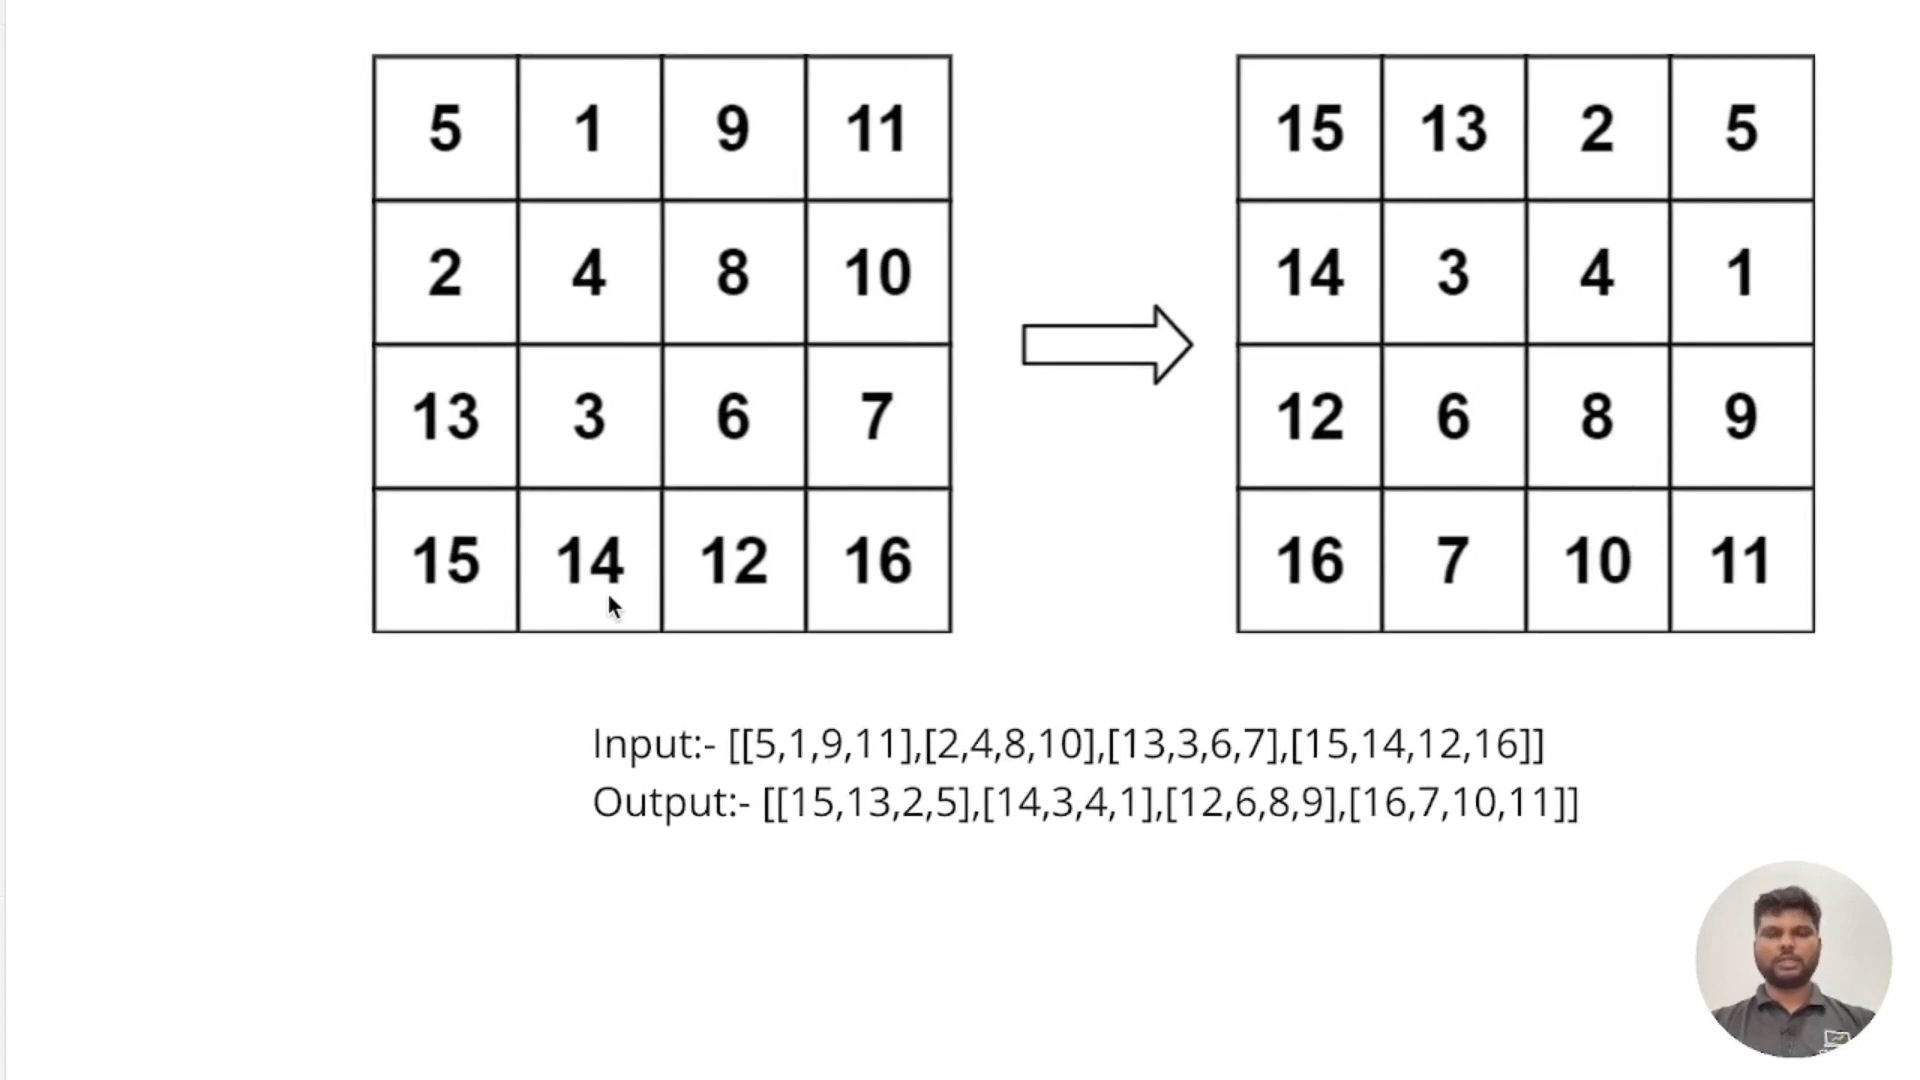 5 1 9 11
2 4 8 10
13 3 6 7
15 14 12 16
15 13 2 5
14 3 4 1
12 6 8 9
16 7 10 11
Input:- [[5,1,9,11],[2,4,8,10],[13,3,6,7],[15,14,12,16]]
Output:- [[15,13,2,5],[14,3,4,1],[12,6,8,9],[16,7,10,11]]